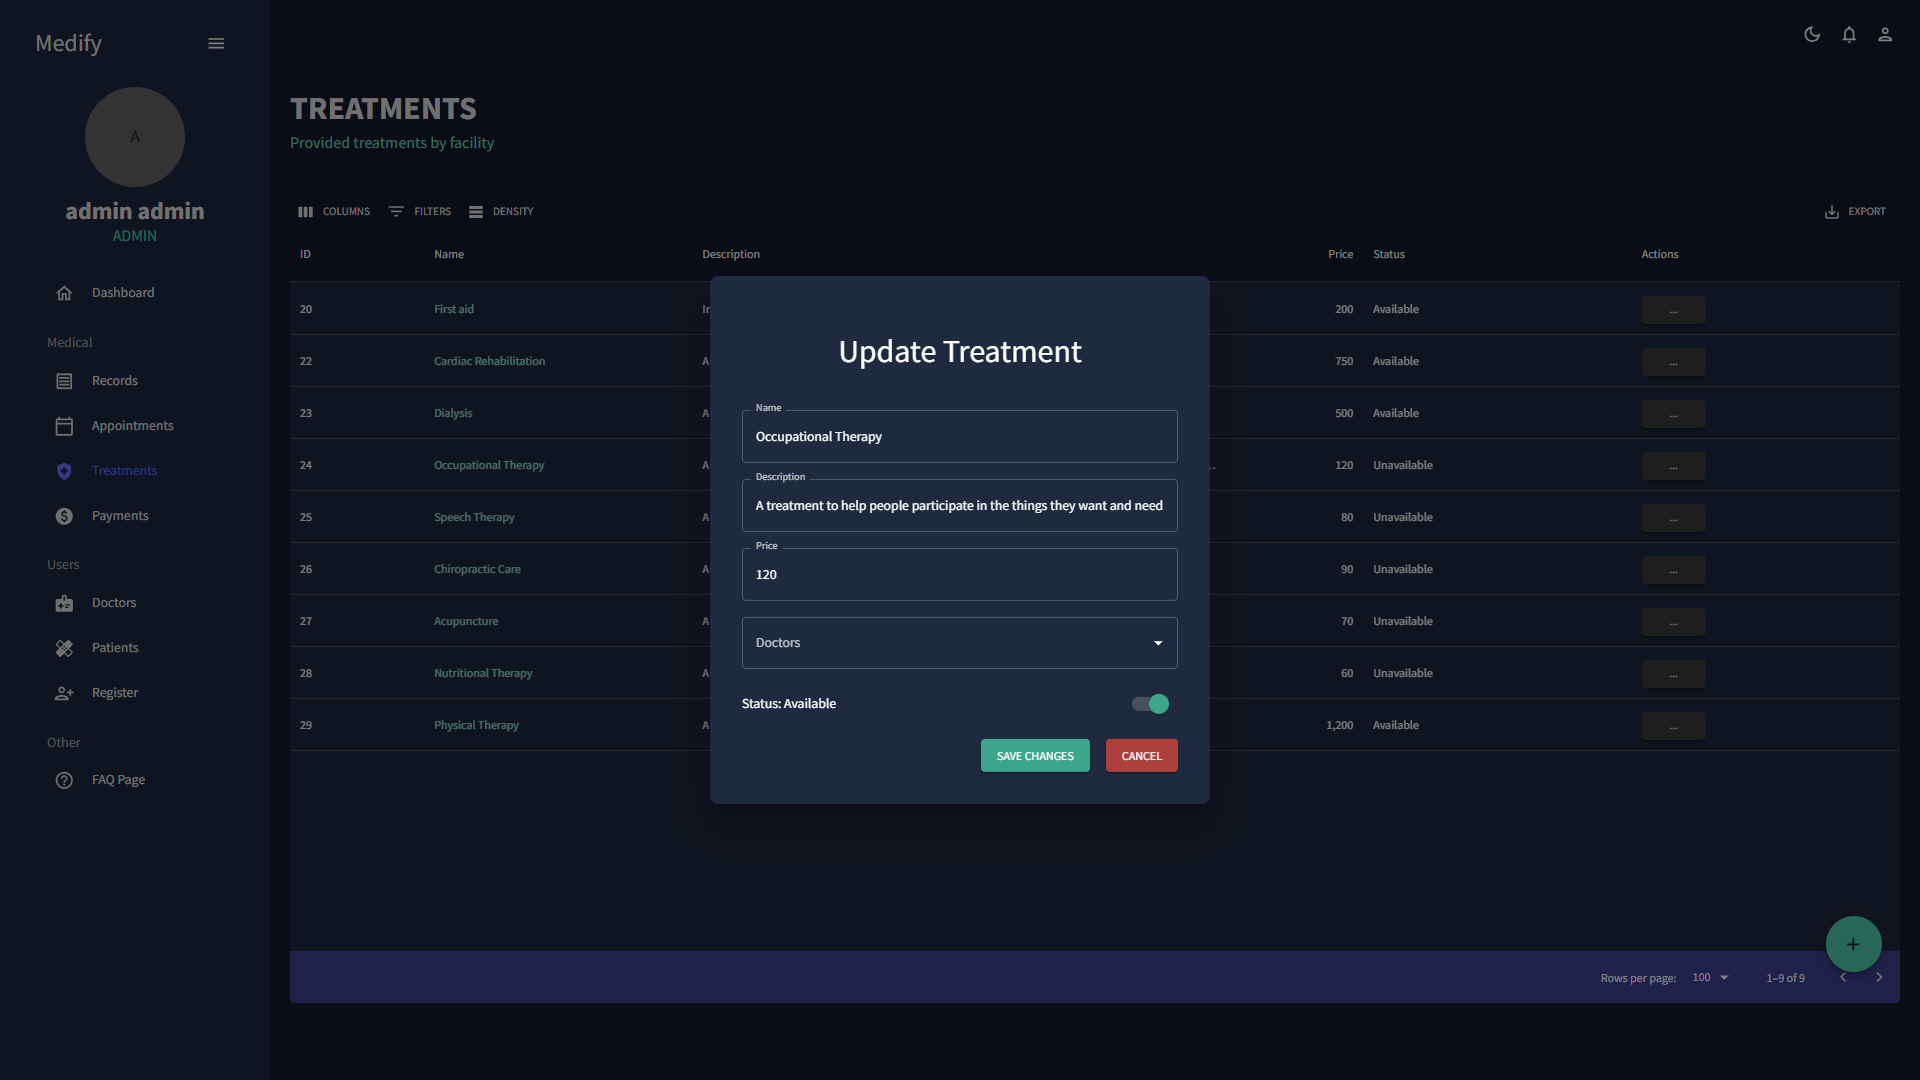 Medify
A
admin admin
ADMIN
Dashboard
Medical
Records
Appointments
Treatments
Payments
Users
Doctors
Patients
Register
Other
FAQ Page
TREATMENTS
Provided treatments by facility
COLUMNS FILTERS DENSITY EXPORT
ID Name Description Price Status Actions
20 First aid 200 Available ...
22 Cardiac Rehabilitation A 750 Available ...
23 Dialysis A 500 Available ...
24 Occupational Therapy A .. 120 Unavailable ...
25 Speech Therapy A 80 Unavailable ...
26 Chiropractic Care A 90 Unavailable ...
27 Acupuncture A 70 Unavailable ...
28 Nutritional Therapy A 60 Unavailable ...
29 Physical Therapy A 1,200 Available ...
Update Treatment
Name
Occupational Therapy
Description
A treatment to help people participate in the things they want and need
Price
120
Doctors
Status: Available
SAVE CHANGES CANCEL
+
Rows per page: 100 1–9 of 9